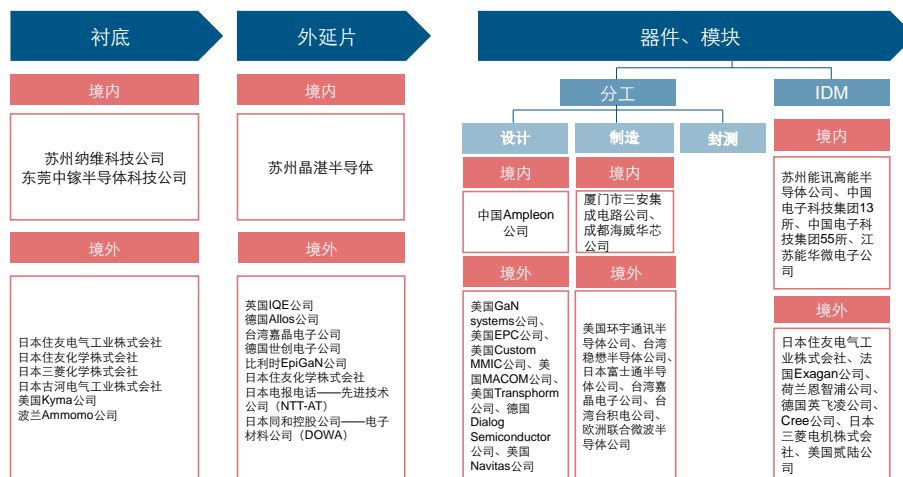 衬底
外延片
器件、模块
分工
IDM
设计
制造
封测
境内
苏州纳维科技公司
东莞中镓半导体科技公司
境外
日本住友电气工业株式会社
日本住友化学株式会社
日本三菱化学株式会社
日本古河电气工业株式会社
美国Kyma公司
波兰Ammomo公司
境内
苏州晶湛半导体
境外
英国IQE公司
德国Allos公司
台湾嘉晶电子公司
德国世创电子公司
比利时EpiGaN公司
日本住友化学株式会社
日本电报电话——先进技术
公司（NTT-AT）
日本同和控股公司——电子
材料公司（DOWA）
境内
中国Ampleon
公司
境外
美国GaN
systems公司、
美国EPC公司、
美国Custom
MMIC公司、美
国MACOM公司、
美国Transphorm
公司、德国
Dialog
Semiconductor
公司、美国
Navitas公司
境内
厦门市三安集
成电路公司、
成都海威华芯
公司
境外
美国环宇通讯半
导体公司、台湾
稳懋半导体公司、
日本富士通半导
体公司、台湾嘉
晶电子公司、台
湾台积电公司、
欧洲联合微波半
导体公司
境内
苏州能讯高能半
导体公司、中国
电子科技集团13
所、中国电子科
技集团55所、江
苏能华微电子公
司
境外
日本住友电气工
业株式会社、法
国Exagan公司、
荷兰恩智浦公司、
德国英飞凌公司、
Cree公司、日本
三菱电机株式会
社、美国贰陆公
司